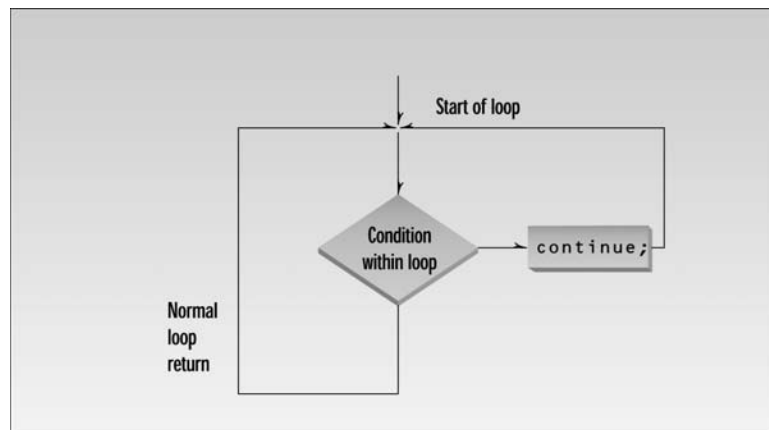 Start of loop
Condition
within loop
continue;
Normal
loop
return